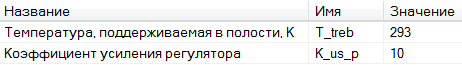 Название Имя Значение
Температура, поддерживаемая в полости, К T_treb 293
Коэффициент усиления регулятора K_us_p 10